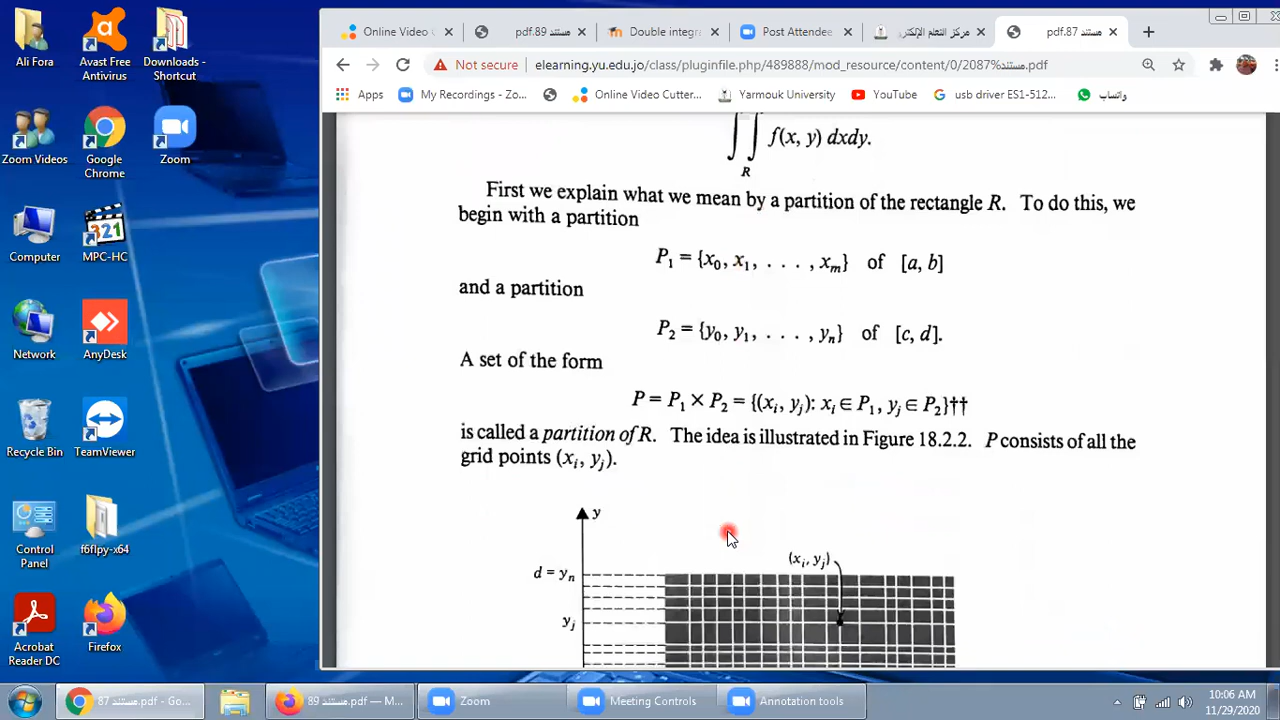 Ali Fora
Avast Free
Antivirus
Downloads -
Shortcut
Zoom Videos
Google
Chrome
Zoom
Computer
MPC-HC
Network
AnyDesk
Recycle Bin
TeamViewer
Control
Panel
f6flpy-x64
Acrobat
Reader DC
Firefox
Online Video C
مستند 89.pdf
Double integra
Post Attendee
مركز التعلم الإلكتر
مستند 87.pdf
Not secure
elearning.yu.edu.jo/class/pluginfile.php/489888/mod_resource/content/0/2087%مستند.pdf
Apps
My Recordings - Zo...
Online Video Cutter...
Yarmouk University
YouTube
usb driver ES1-512...
واتساب
∬ f(x, y) dxdy.
R
First we explain what we mean by a partition of the rectangle R. To do this, we
begin with a partition
P₁ = {x₀, x₁, . . . , xₘ} of [a, b]
and a partition
P₂ = {y₀, y₁, . . . , yₙ} of [c, d].
A set of the form
P = P₁ × P₂ = {(xᵢ, yⱼ): xᵢ ∈ P₁, yⱼ ∈ P₂}††
is called a partition of R. The idea is illustrated in Figure 18.2.2. P consists of all the
grid points (xᵢ, yⱼ).
y
(xᵢ, yⱼ)
d = yₙ
yⱼ
مستند 87.pdf - Go...
مستند 89.pdf — M...
Zoom
Meeting Controls
Annotation tools
10:06 AM
11/29/2020